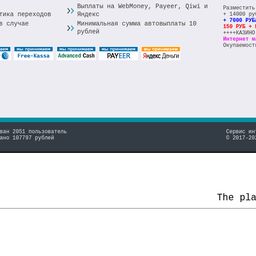 Выплаты на WebMoney, Payeer, Qiwi и
Яндекс
тика переходов
в случае
Минимальная сумма автовыплаты 10
рублей
Разместить
+ 14000 ру
+ 7000 РУБ
150 РУБ +
++++КАЗИНО
Интернет м
Окупаемост
мы принимаем
мы принимаем
мы принимаем
мы принимаем
Free-Kassa
Advanced Cash
PAYEER
Яндекс Деньги
ван 2051 пользователь
ано 107797 рублей
Сервис ин
© 2017-202
The pla